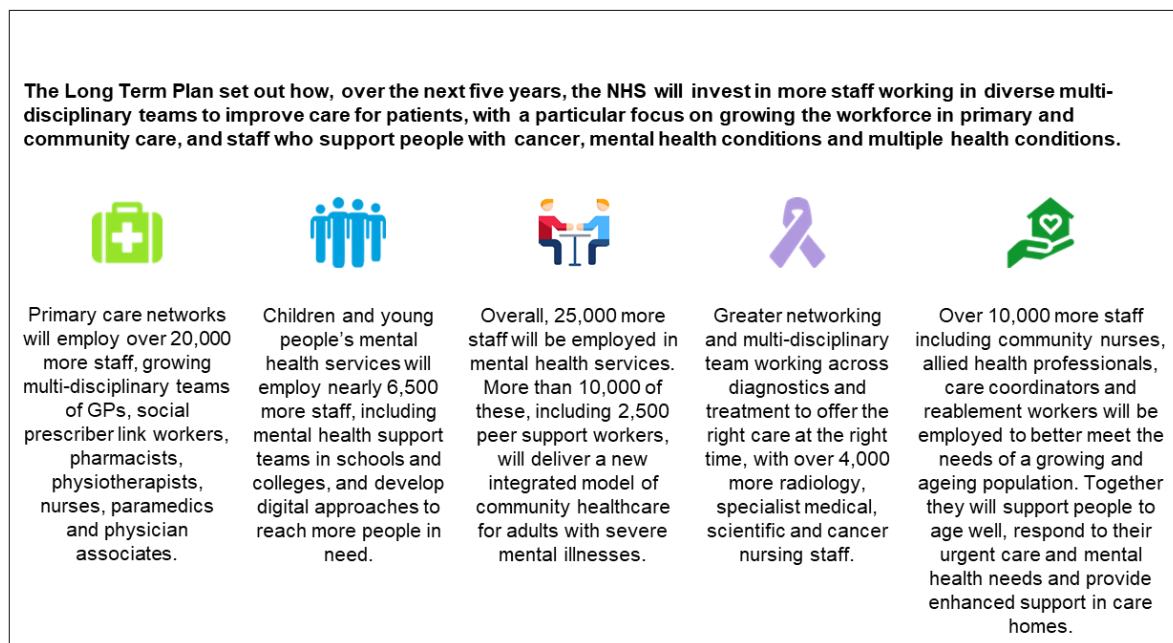 The Long Term Plan set out how, over the next five years, the NHS will invest in more staff working in diverse multi-
disciplinary teams to improve care for patients, with a particular focus on growing the workforce in primary and
community care, and staff who support people with cancer, mental health conditions and multiple health conditions.
Primary care networks
will employ over 20,000
more staff, growing
multi-disciplinary teams
of GPs, social
prescriber link workers,
pharmacists,
physiotherapists,
nurses, paramedics
and physician
associates.
Children and young
people’s mental
health services will
employ nearly 6,500
more staff, including
mental health support
teams in schools and
colleges, and develop
digital approaches to
reach more people in
need.
Overall, 25,000 more
staff will be employed in
mental health services.
More than 10,000 of
these, including 2,500
peer support workers,
will deliver a new
integrated model of
community healthcare
for adults with severe
mental illnesses.
Greater networking
and multi-disciplinary
team working across
diagnostics and
treatment to offer the
right care at the right
time, with over 4,000
more radiology,
specialist medical,
scientific and cancer
nursing staff.
Over 10,000 more staff
including community nurses,
allied health professionals,
care coordinators and
reablement workers will be
employed to better meet the
needs of a growing and
ageing population. Together
they will support people to
age well, respond to their
urgent care and mental
health needs and provide
enhanced support in care
homes.